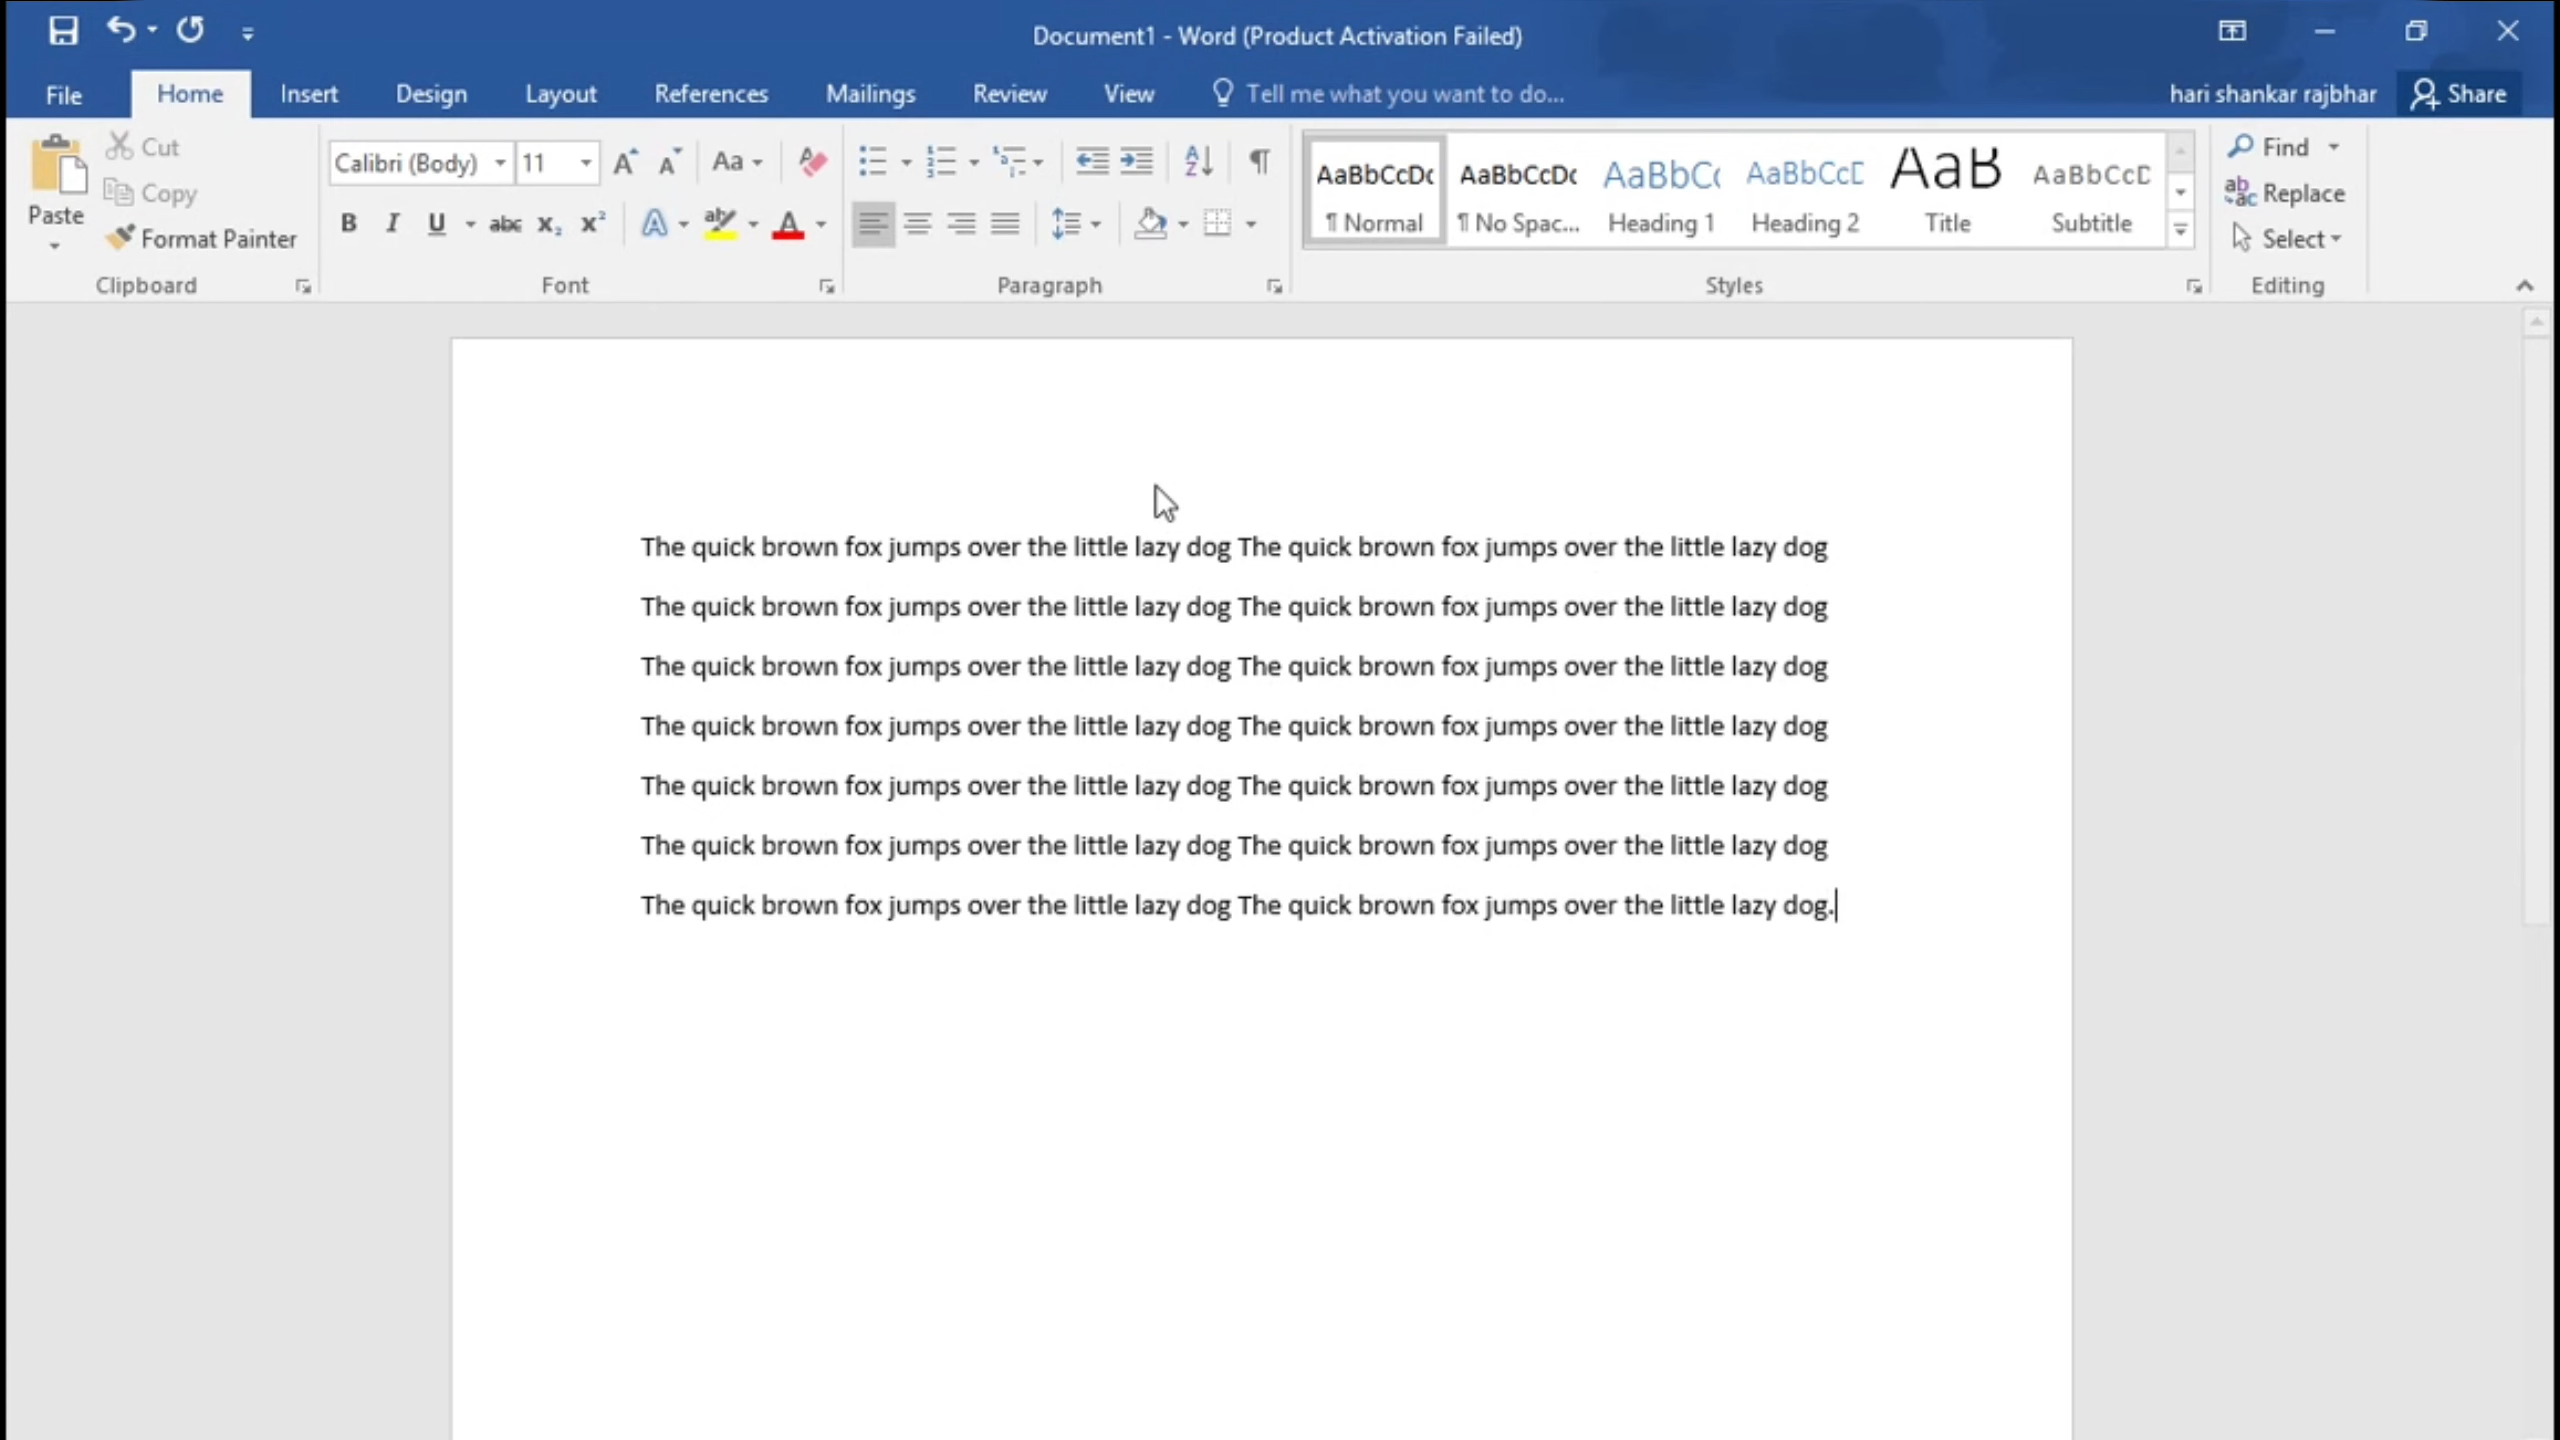 Document1 - Word (Product Activation Failed)
File Home Insert Design Layout References Mailings Review View Tell me what you want to do... hari shankar rajbhar Share
Paste Cut Copy Format Painter
Clipboard
Calibri (Body) 11 Aa
B I U abc x₂ x² A aby A
Font
Paragraph
AaBbCcDc AaBbCcDc AaBbCc AaBbCcD AaB AaBbCcD
¶ Normal ¶ No Spac... Heading 1 Heading 2 Title Subtitle
Styles
Find
Replace
Select
Editing
The quick brown fox jumps over the little lazy dog The quick brown fox jumps over the little lazy dog
The quick brown fox jumps over the little lazy dog The quick brown fox jumps over the little lazy dog
The quick brown fox jumps over the little lazy dog The quick brown fox jumps over the little lazy dog
The quick brown fox jumps over the little lazy dog The quick brown fox jumps over the little lazy dog
The quick brown fox jumps over the little lazy dog The quick brown fox jumps over the little lazy dog
The quick brown fox jumps over the little lazy dog The quick brown fox jumps over the little lazy dog
The quick brown fox jumps over the little lazy dog The quick brown fox jumps over the little lazy dog.